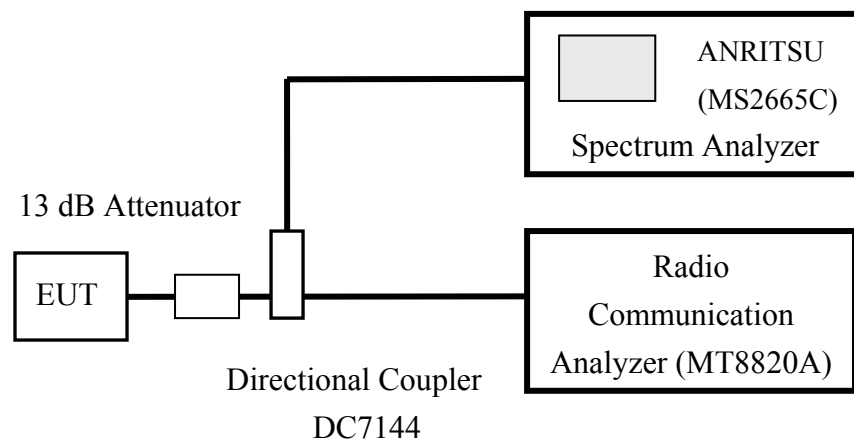 ANRITSU
(MS2665C)
Spectrum Analyzer
13 dB Attenuator
EUT
Radio
Communication
Analyzer (MT8820A)
Directional Coupler
DC7144